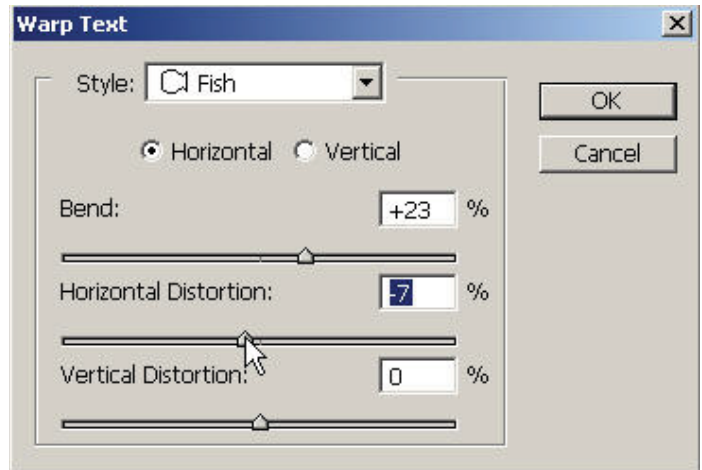 Warp Text
Style: Fish
OK
Horizontal Vertical
Cancel
Bend: +23 %
Horizontal Distortion: -7 %
Vertical Distortion: 0 %